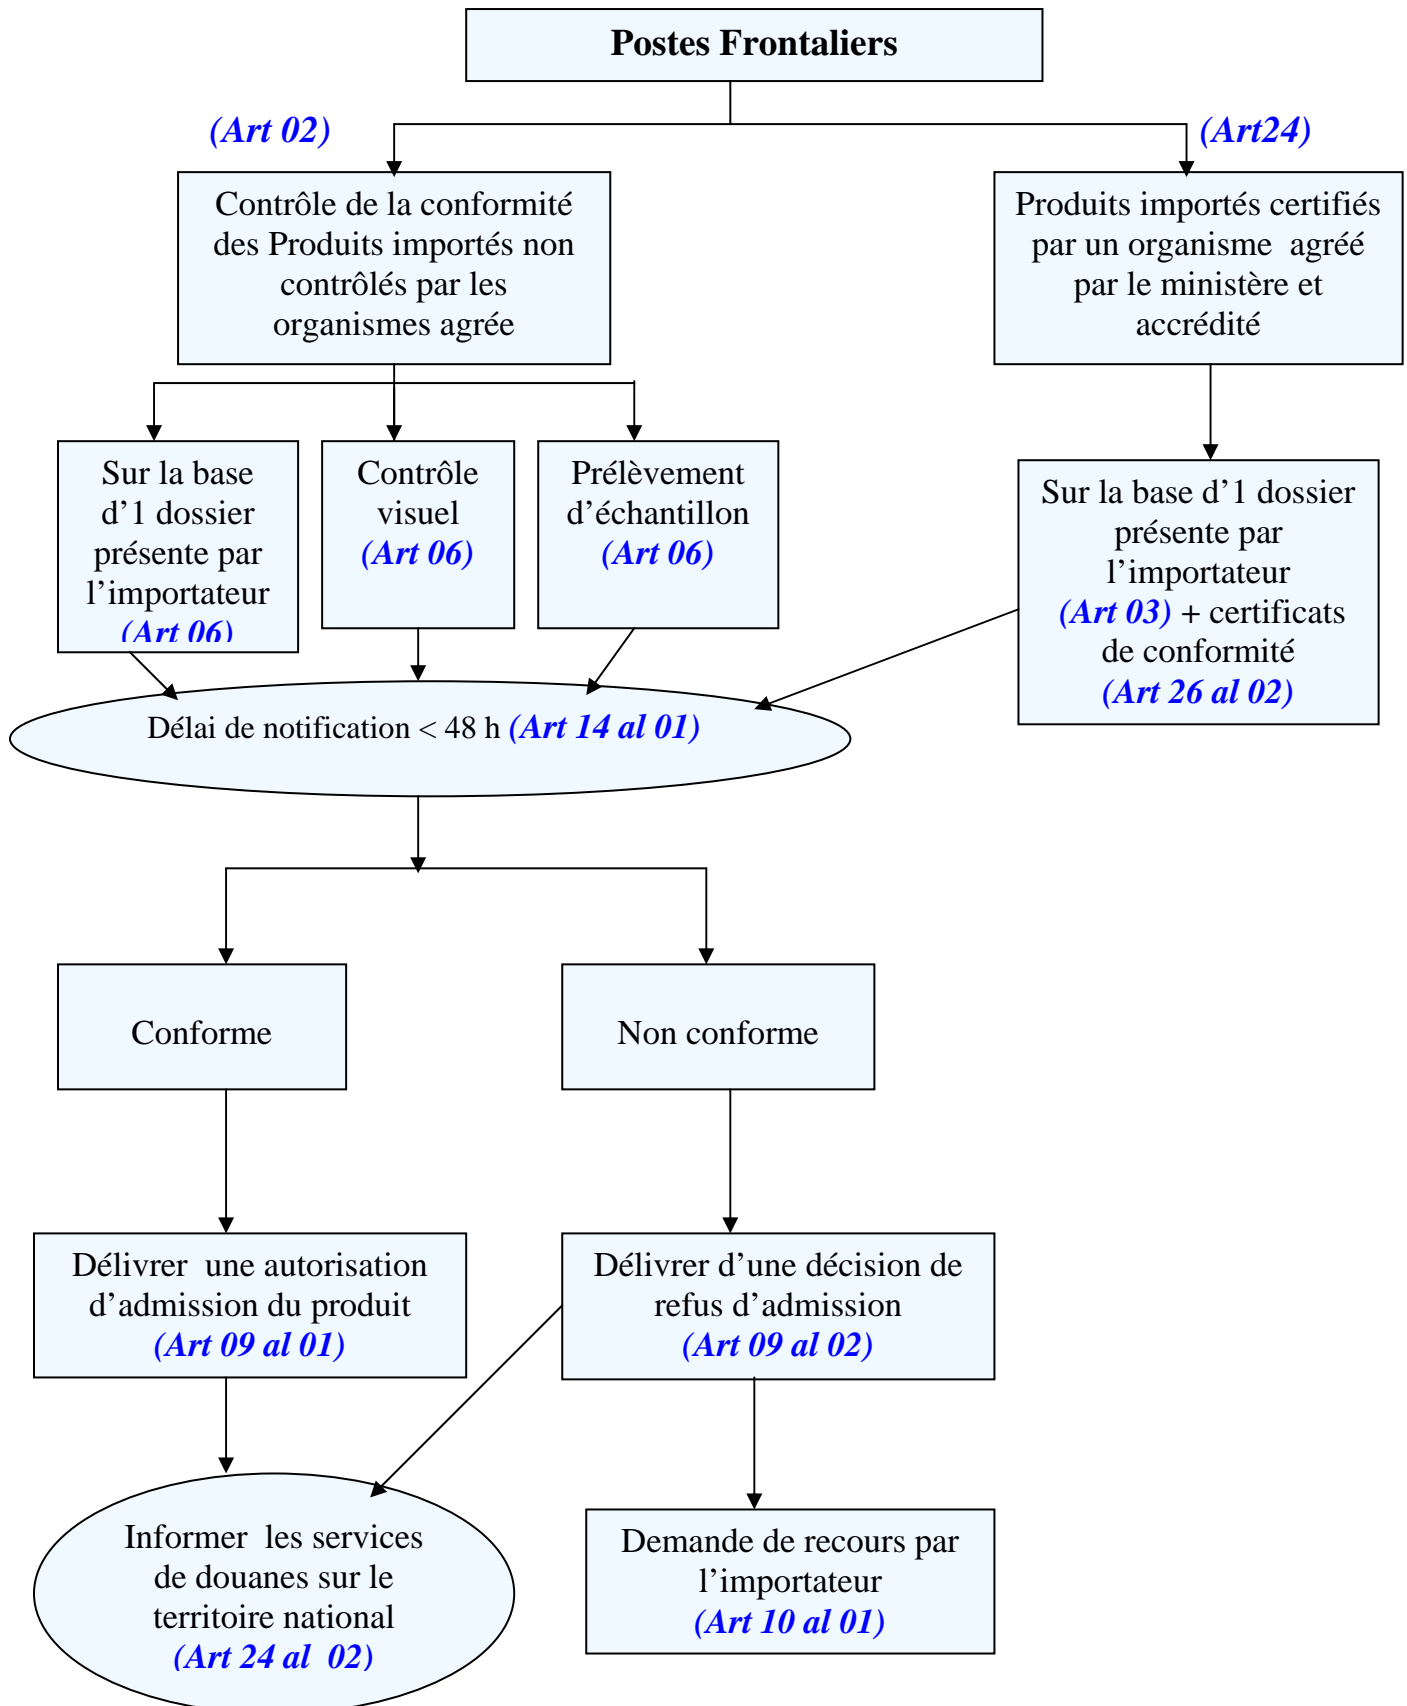 Postes Frontaliers
(Art 02)
(Art24)
Contrôle de la conformité
des Produits importés non
contrôlés par les
organismes agrée
Produits importés certifiés
par un organisme  agréé
par le ministère et
accrédité
Sur la base
d’1 dossier
présente par
l’importateur
(Art 06)
Contrôle
visuel
(Art 06)
Prélèvement
d’échantillon
(Art 06)
Sur la base d’1 dossier
présente par
l’importateur
(Art 03) + certificats
de conformité
(Art 26 al 02)
Délai de notification < 48 h (Art 14 al 01)
Conforme
Non conforme
Délivrer  une autorisation
d’admission du produit
(Art 09 al 01)
Délivrer d’une décision de
refus d’admission
(Art 09 al 02)
Informer  les services
de douanes sur le
territoire national
(Art 24 al  02)
Demande de recours par
l’importateur
(Art 10 al 01)